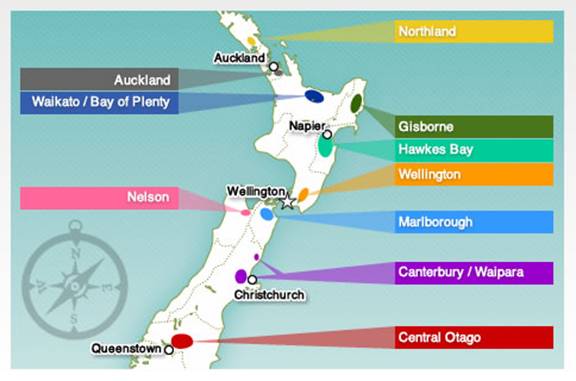 Northland
Auckland
Auckland
Waikato / Bay of Plenty
Napier
Gisborne
Hawkes Bay
Wellington
Wellington
Nelson
Marlborough
N
W
E
S
Canterbury / Waipara
Christchurch
Central Otago
Queenstown